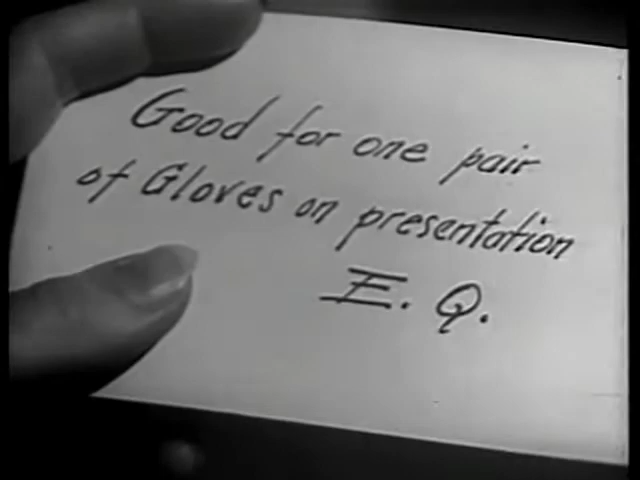 Good for one pair
of Gloves on presentation
E. Q.